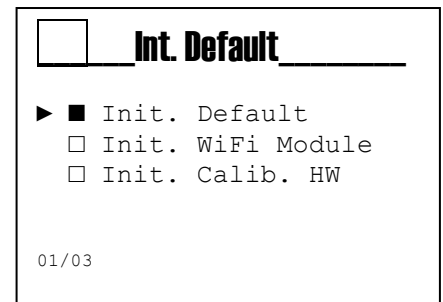 Int. Default
► ■ Init. Default
□ Init. WiFi Module
□ Init. Calib. HW
01/03